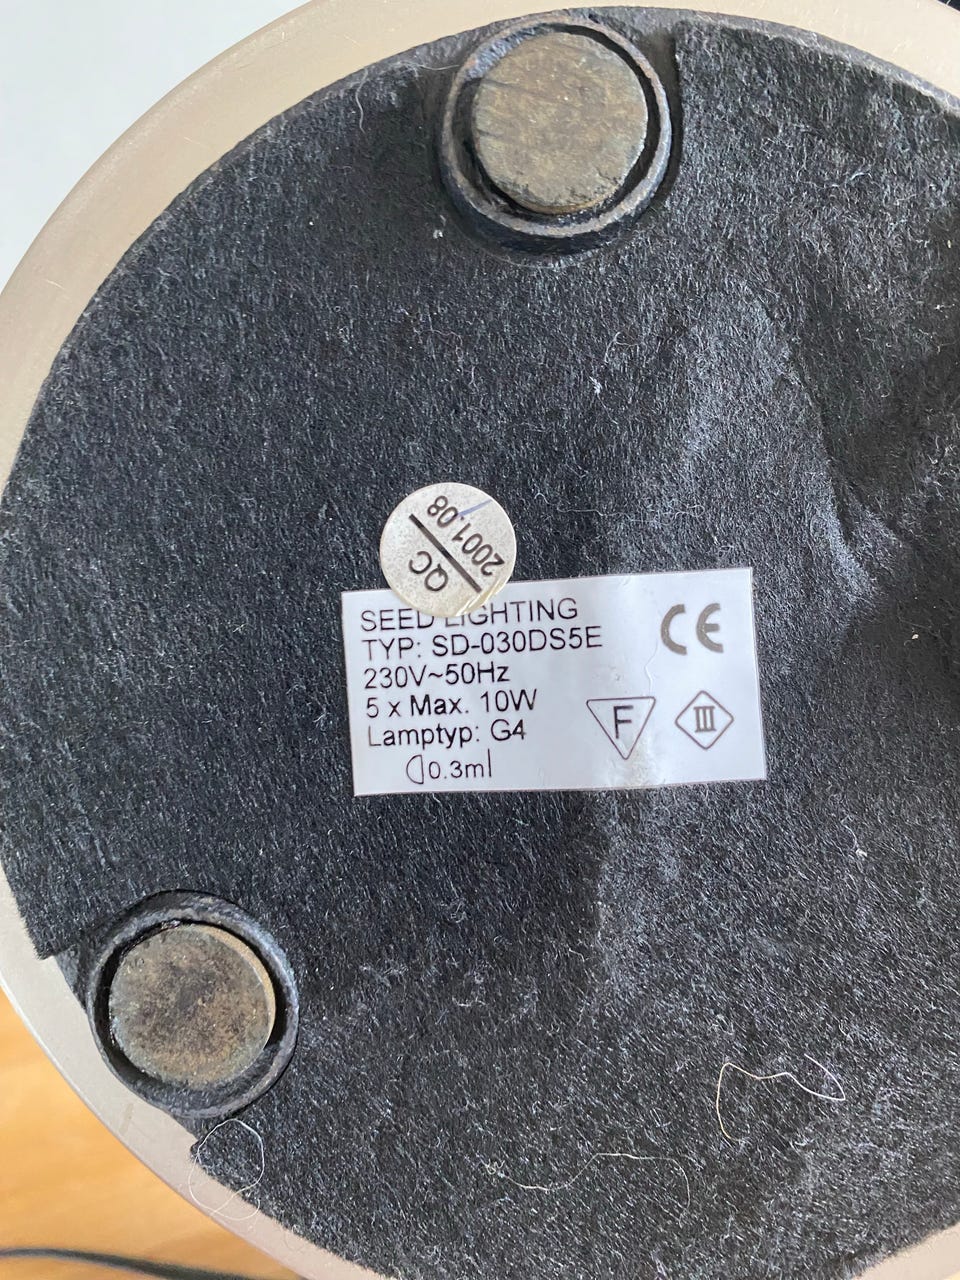 QC
2001.08
SEED LIGHTING
TYP: SD-030DS5E
230V~50Hz
5 x Max. 10W
Lamptyp: G4
0.3m
CE
F
III